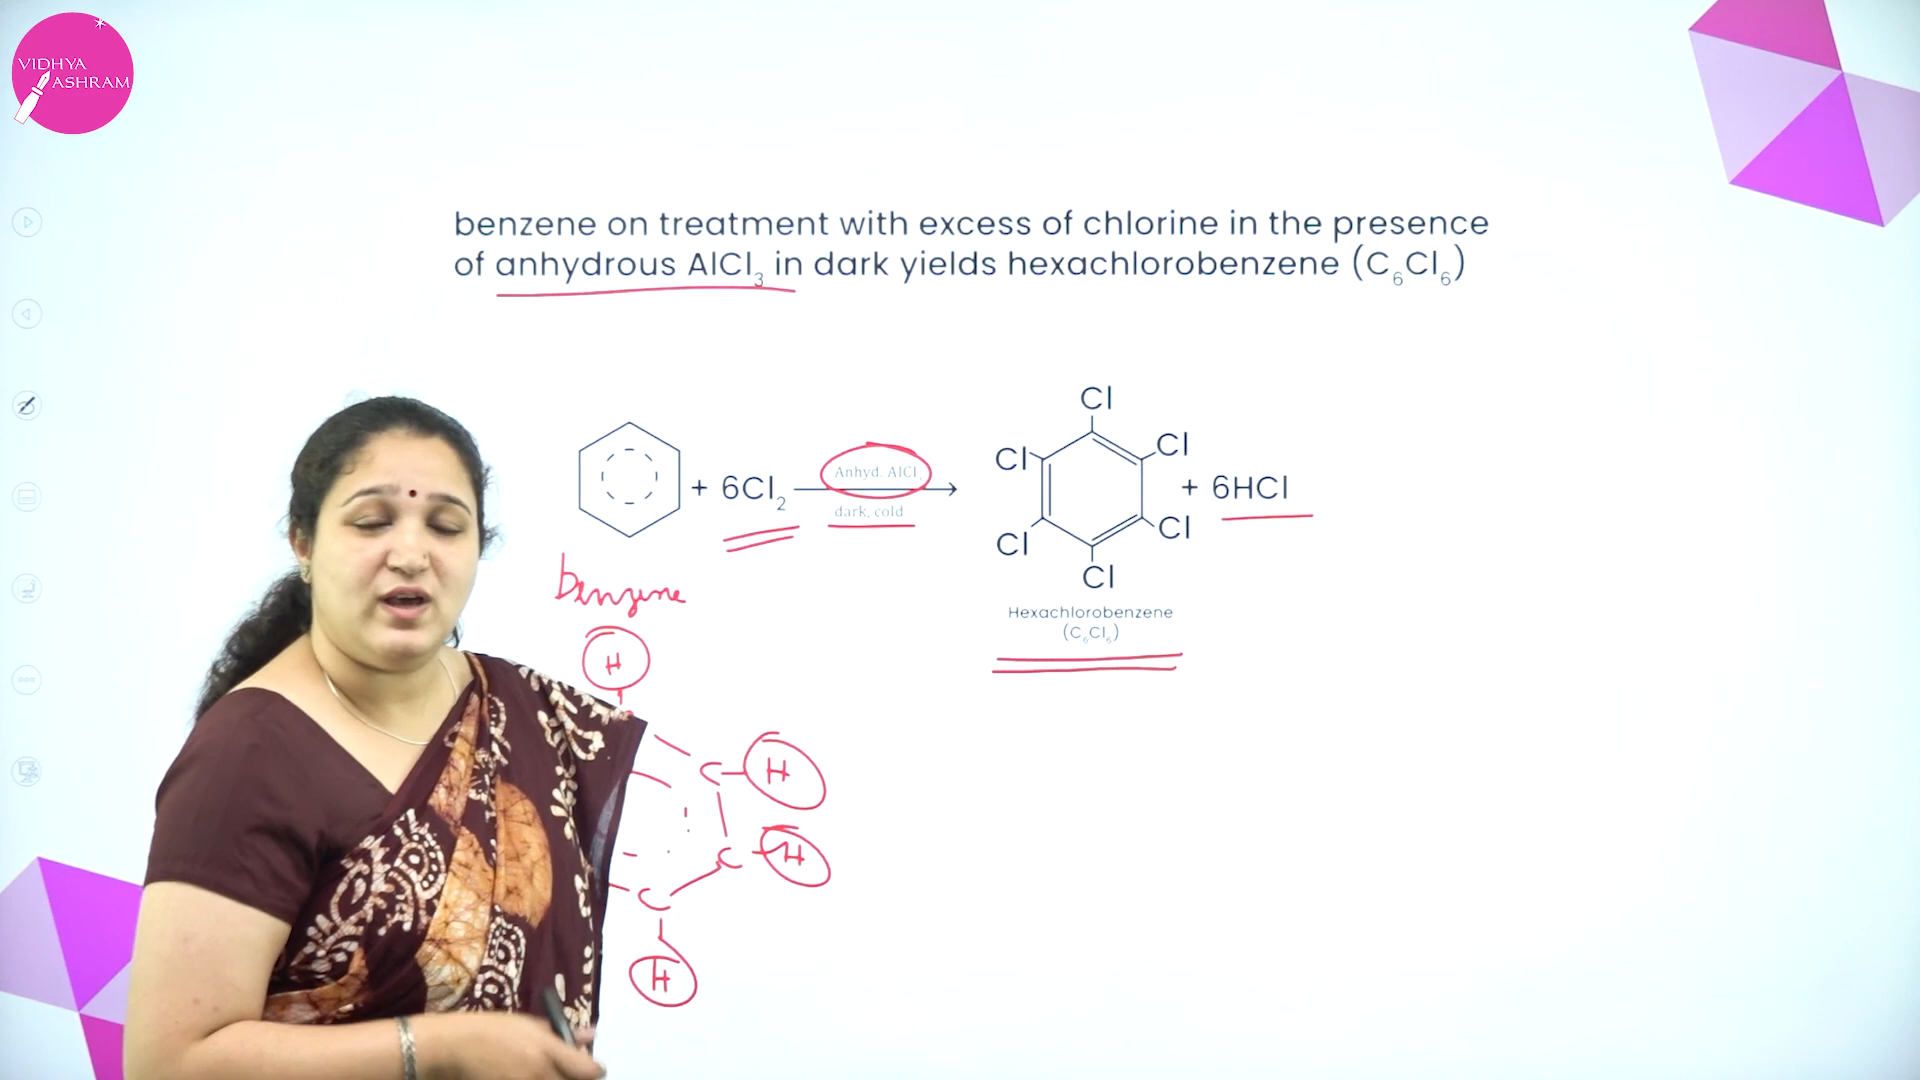 VIDHYA
ASHRAM
benzene on treatment with excess of chlorine in the presence
of anhydrous AlCl₃ in dark yields hexachlorobenzene (C₆Cl₆)
+ 6Cl₂
Anhyd. AlCl₃
dark, cold
Cl
Cl
Cl
Cl
Cl
Cl
+ 6HCl
Hexachlorobenzene
(C₆Cl₆)
benzene
H
C
H
C
H
C
H